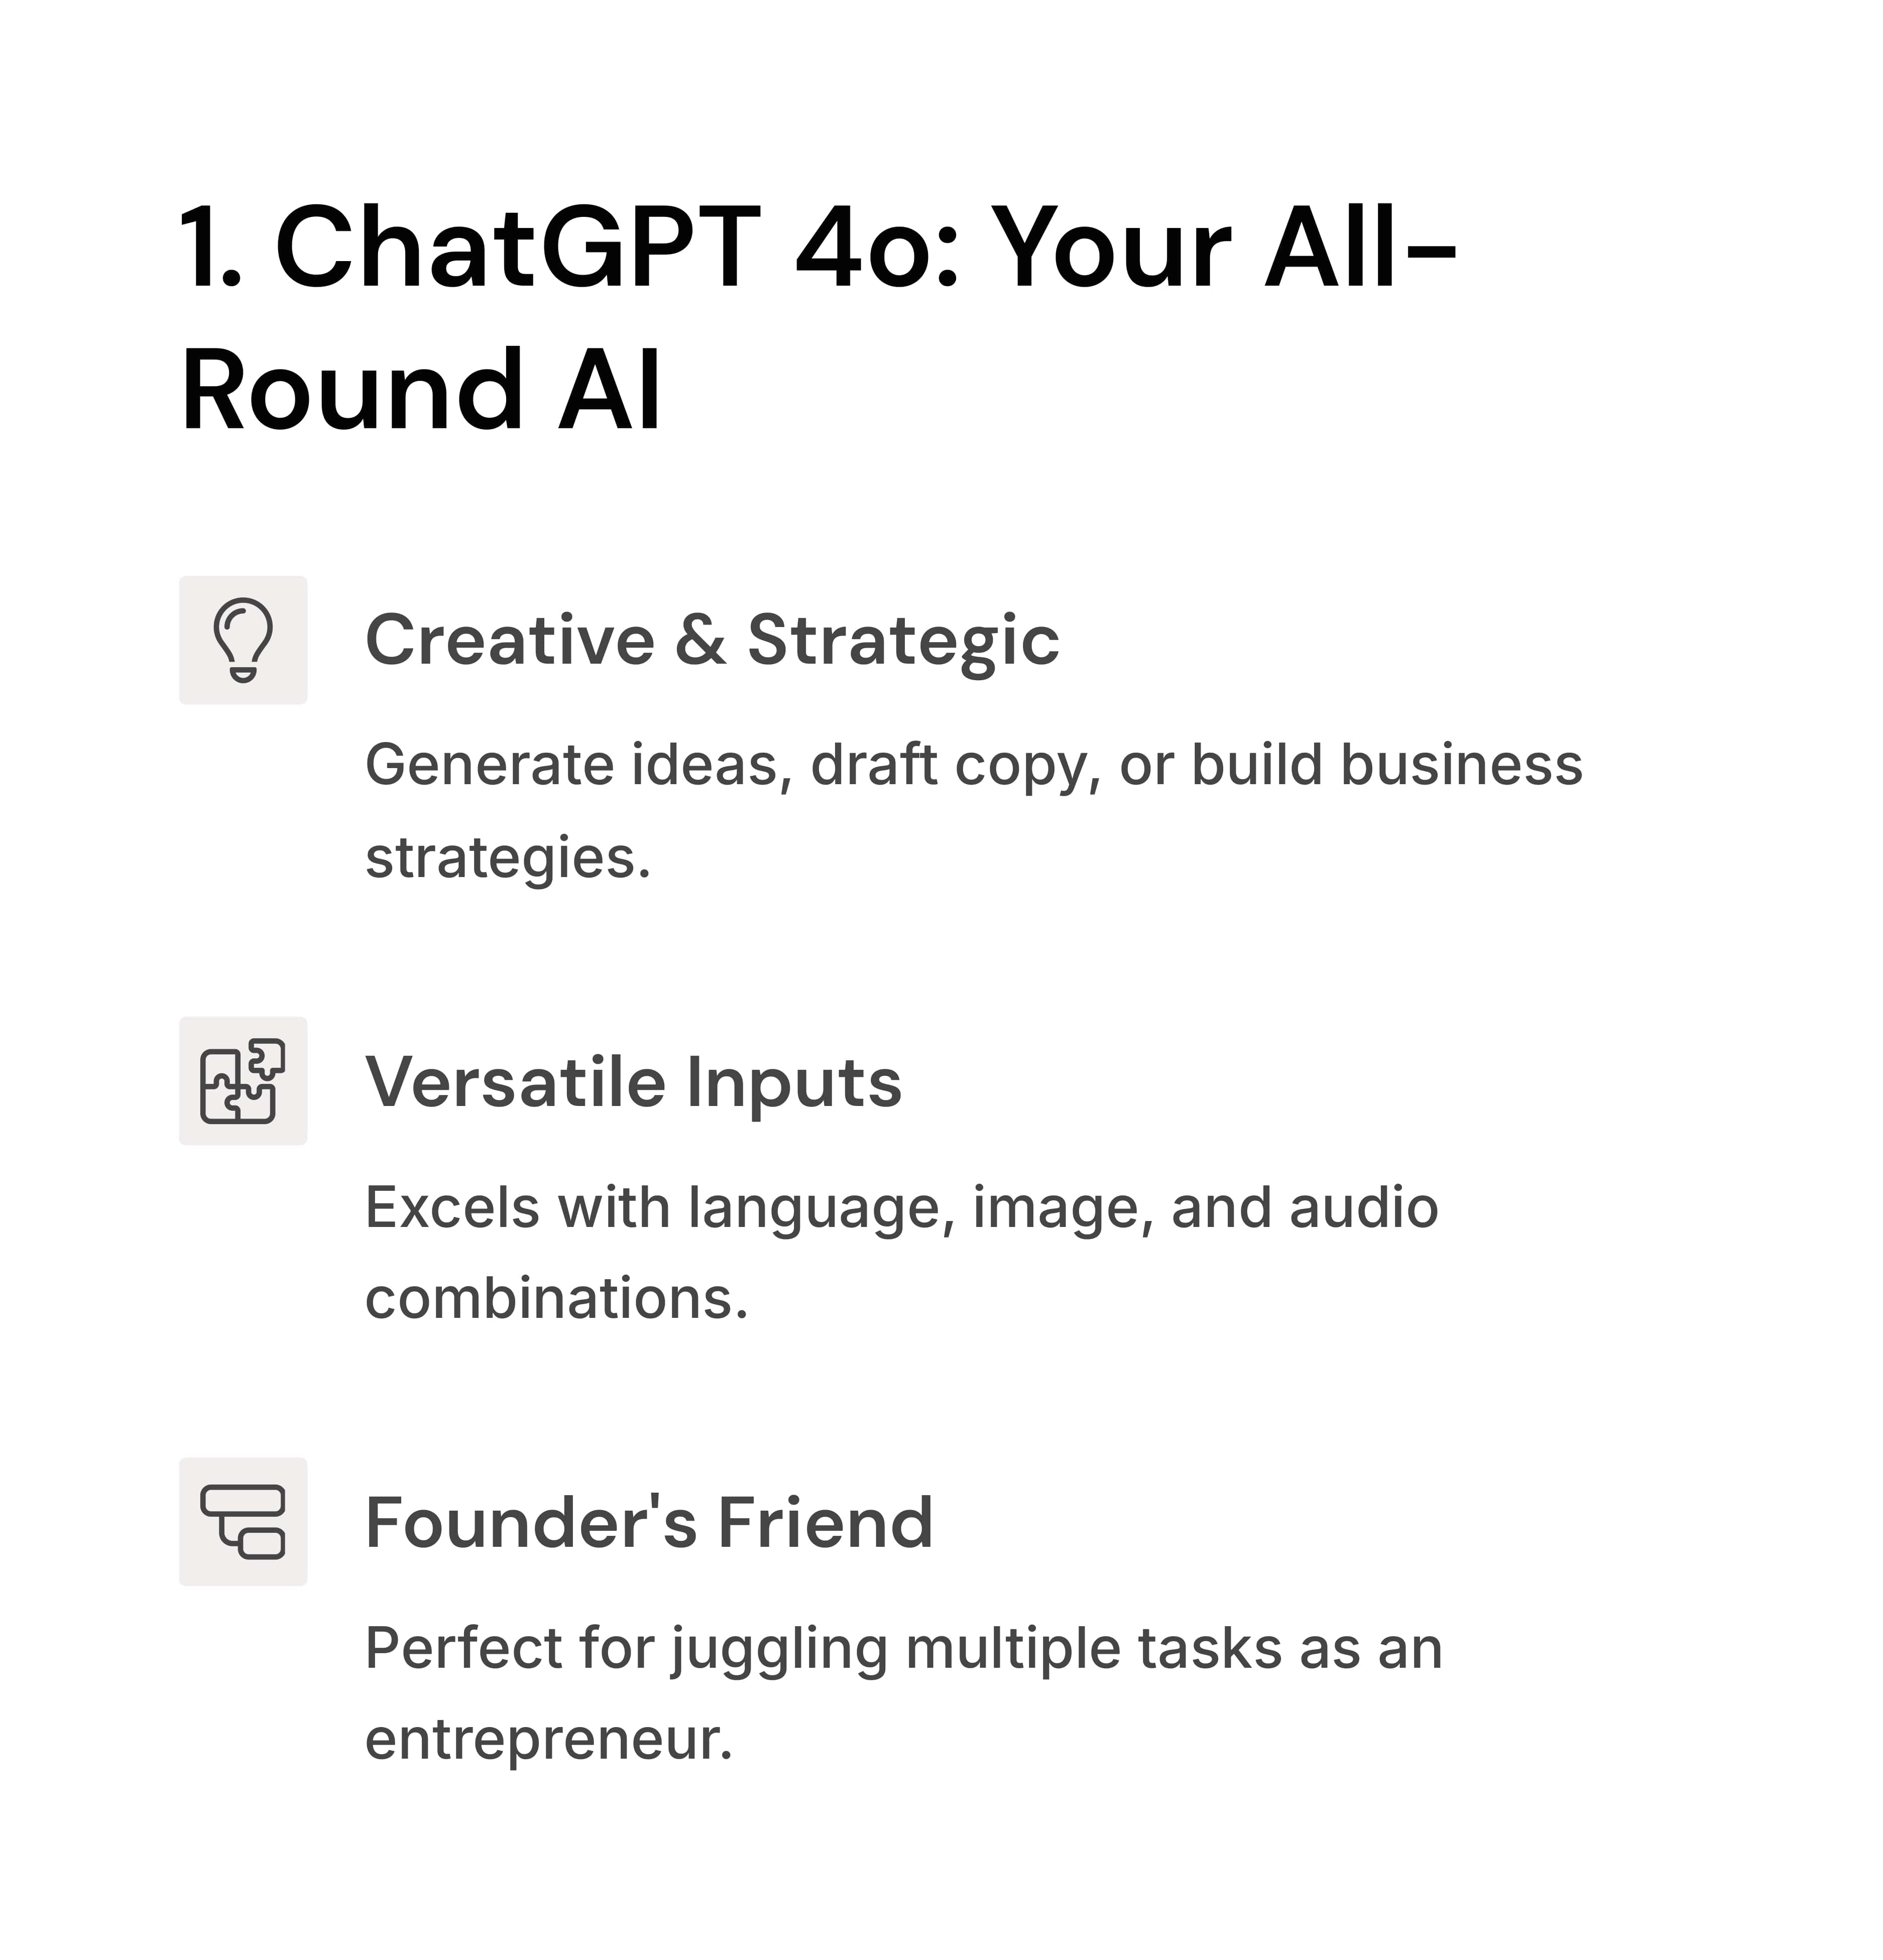 1. ChatGPT 4o: Your All-
Round AI
Creative & Strategic
Generate ideas, draft copy, or build business
strategies.
Versatile Inputs
Excels with language, image, and audio
combinations.
Founder's Friend
Perfect for juggling multiple tasks as an
entrepreneur.